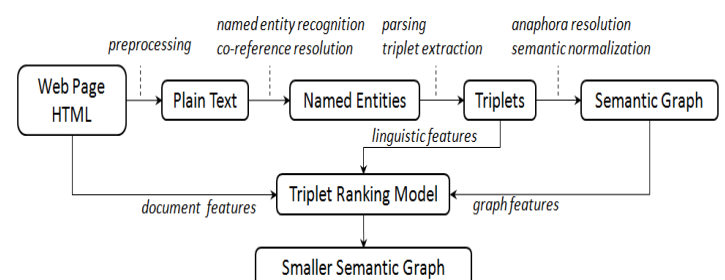 named entity recognition
co-reference resolution
parsing
triplet extraction
anaphora resolution
semantic normalization
preprocessing
Web Page
HTML
Plain Text
Named Entities
Triplets
Semantic Graph
linguistic features
Triplet Ranking Model
document features
graph features
Smaller Semantic Graph